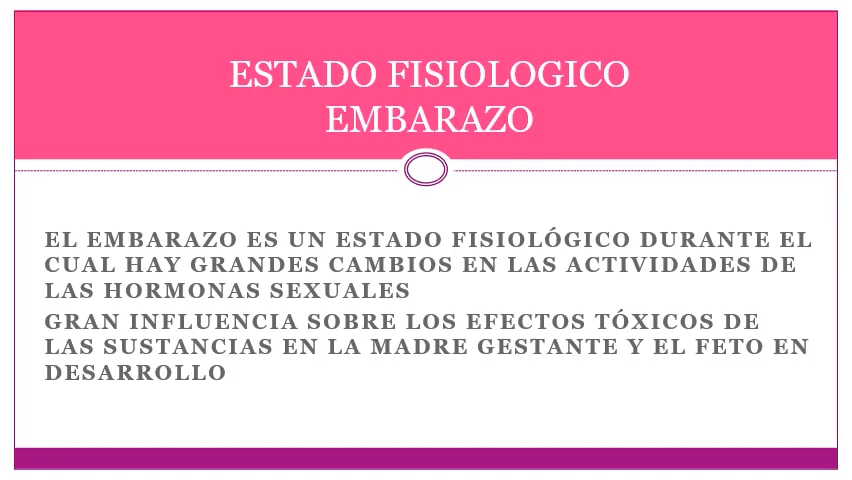 ESTADO FISIOLOGICO
EMBARAZO
EL EMBARAZO ES UN ESTADO FISIOLÓGICO DURANTE EL
CUAL HAY GRANDES CAMBIOS EN LAS ACTIVIDADES DE
LAS HORMONAS SEXUALES
GRAN INFLUENCIA SOBRE LOS EFECTOS TÓXICOS DE
LAS SUSTANCIAS EN LA MADRE GESTANTE Y EL FETO EN
DESARROLLO